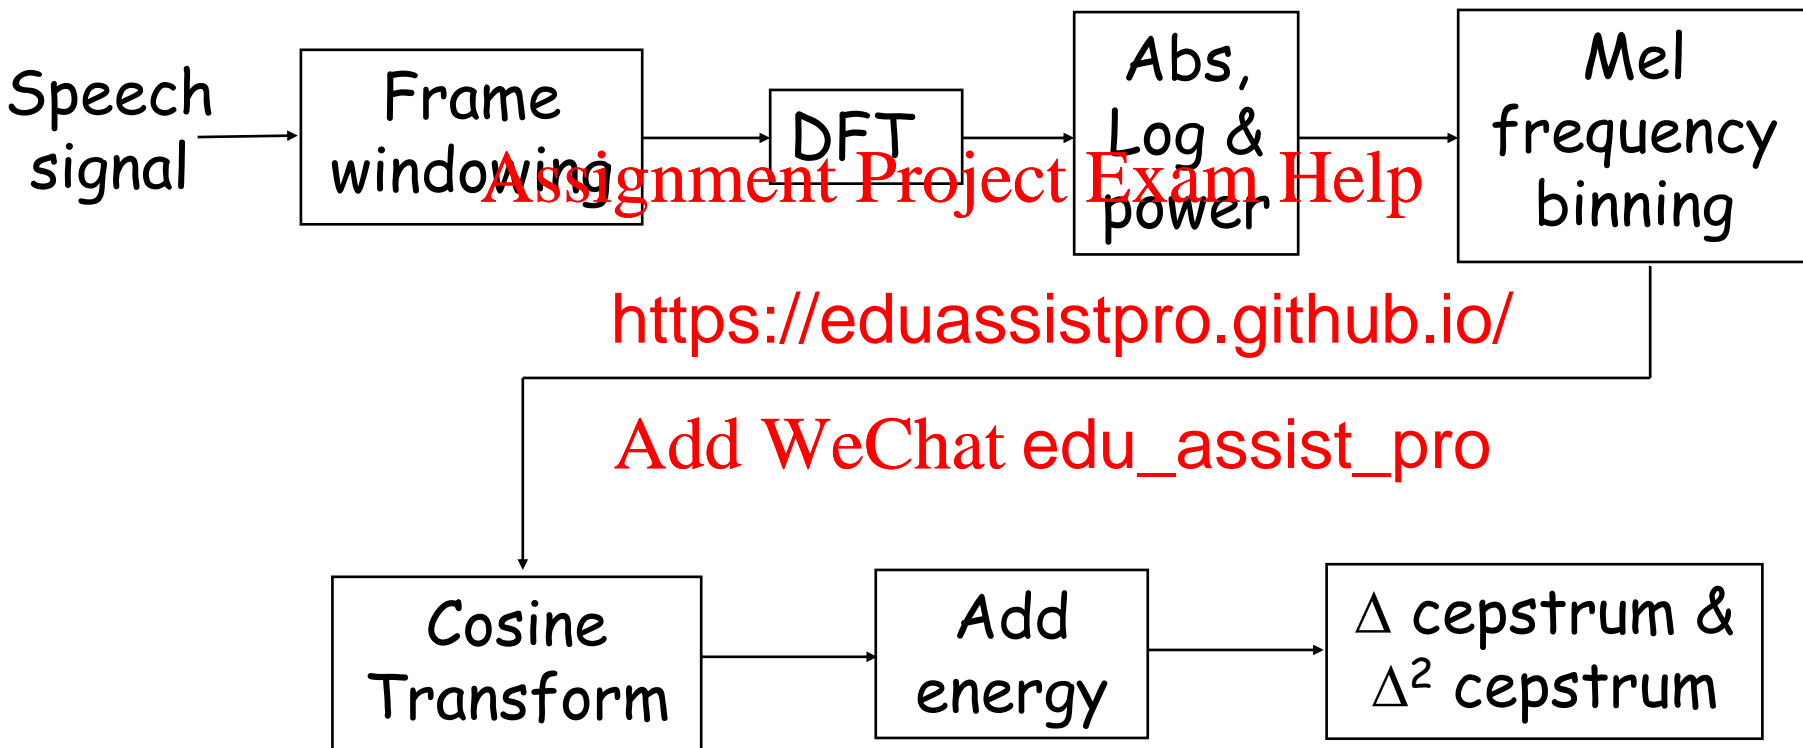 Speech
signal
Frame
windowing
DFT
Abs,
Log &
power
Mel
frequency
binning
Assignment Project Exam Help
https://eduassistpro.github.io/
Add WeChat edu_assist_pro
Cosine
Transform
Add
energy
Δ cepstrum &
Δ² cepstrum